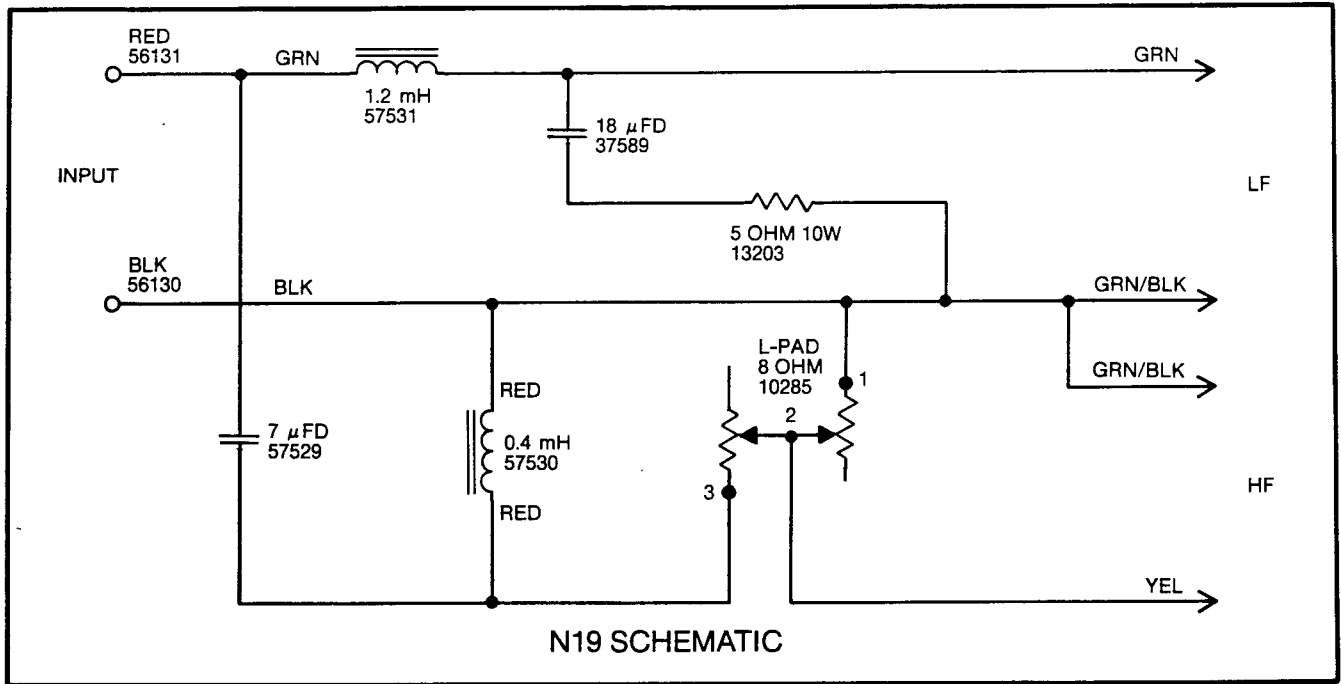 RED
56131
GRN
1.2 mH
57531
GRN
18 μFD
37589
INPUT
LF
5 OHM 10W
13203
BLK
56130
BLK
GRN/BLK
L-PAD
8 OHM
10285
1
GRN/BLK
RED
2
7 μFD
57529
0.4 mH
57530
3
HF
RED
YEL
N19 SCHEMATIC